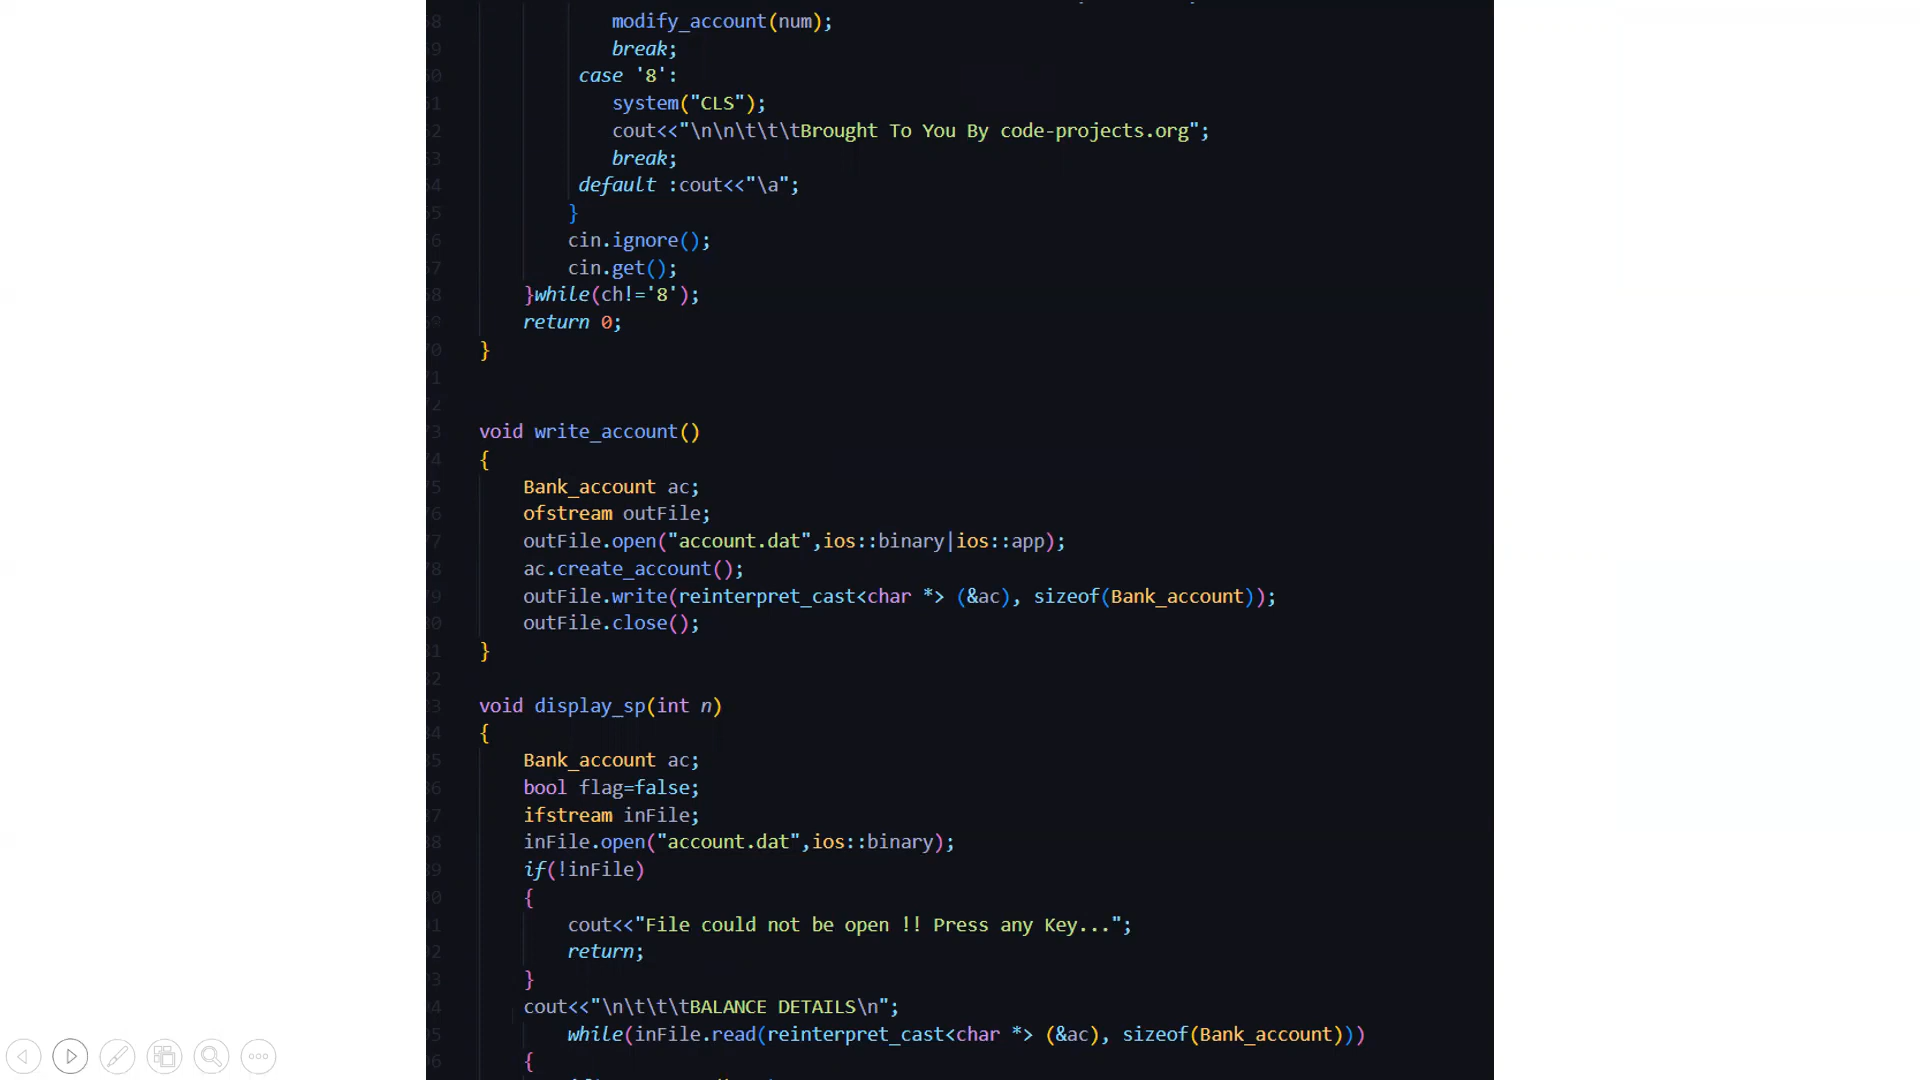 modify_account(num);
break;
case '8':
system("CLS");
cout<<"\n\n\t\t\tBrought To You By code-projects.org";
break;
default :cout<<"\a";
}
cin.ignore();
cin.get();
}while(ch!='8');
return 0;
}
void write_account()
{
Bank_account ac;
ofstream outFile;
outFile.open("account.dat",ios::binary|ios::app);
ac.create_account();
outFile.write(reinterpret_cast<char *> (&ac), sizeof(Bank_account));
outFile.close();
}
void display_sp(int n)
{
Bank_account ac;
bool flag=false;
ifstream inFile;
inFile.open("account.dat",ios::binary);
if(!inFile)
{
cout<<"File could not be open !! Press any Key...";
return;
}
cout<<"\n\t\t\tBALANCE DETAILS\n";
while(inFile.read(reinterpret_cast<char *> (&ac), sizeof(Bank_account)))
{